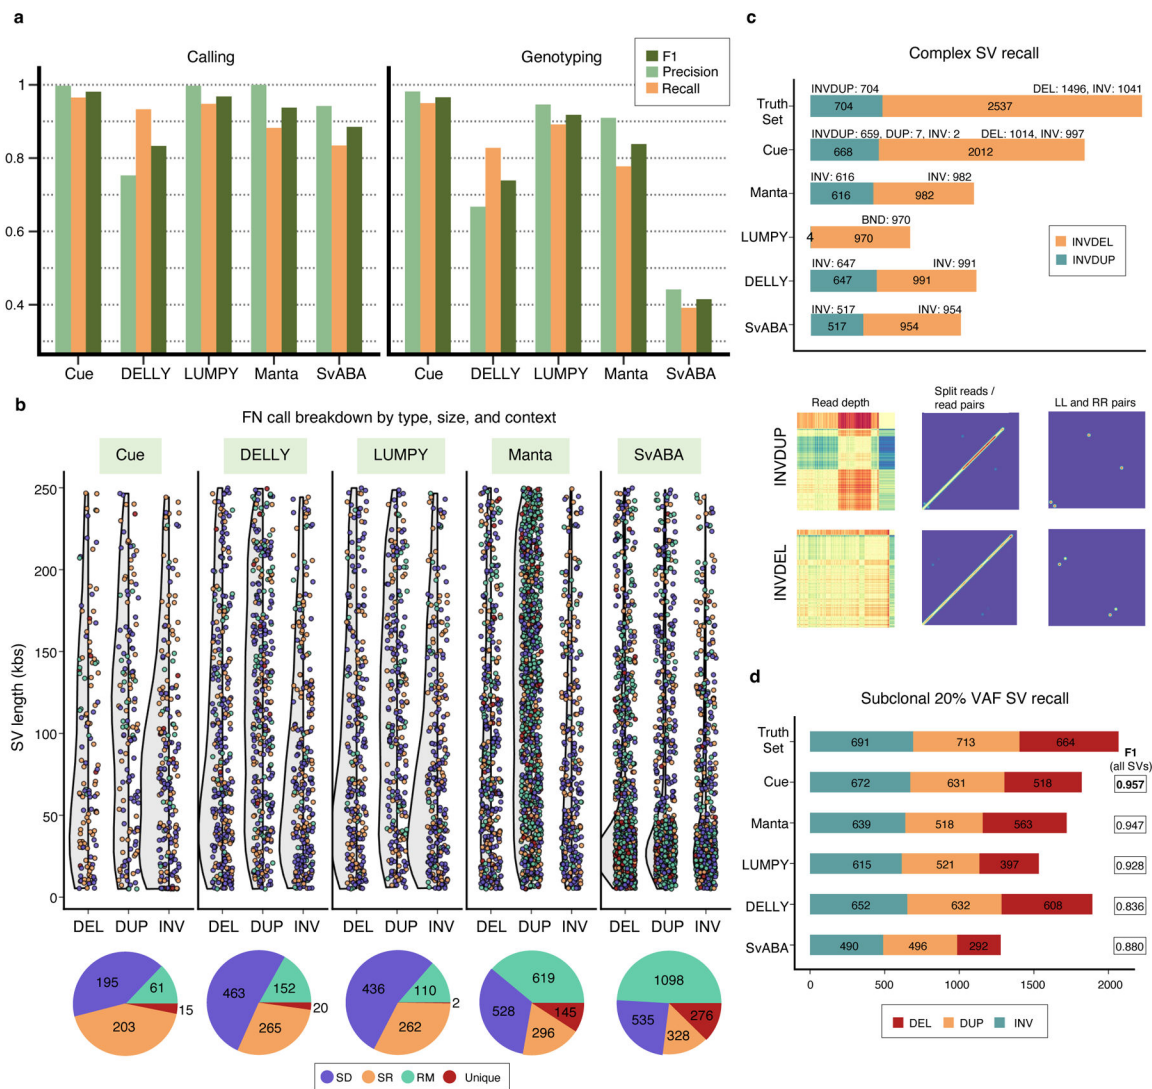 a
Calling
Genotyping
F1
Precision
Recall
1
0.8
0.6
0.4
Cue DELLY LUMPY Manta SvABA
Cue DELLY LUMPY Manta SvABA
b
FN call breakdown by type, size, and context
Cue DELLY LUMPY Manta SvABA
SV length (kbs)
250
200
150
100
50
0
DEL DUP INV DEL DUP INV DEL DUP INV DEL DUP INV DEL DUP INV
195 61 15 203
463 152 20 265
436 110 2 262
619 528 145 296
1098 535 276 328
SD SR RM Unique
c
Complex SV recall
INVDUP: 704 DEL: 1496, INV: 1041
Truth
Set
704 2537
INVDUP: 659, DUP: 7, INV: 2 DEL: 1014, INV: 997
Cue 668 2012
INV: 616 INV: 982
Manta 616 982
BND: 970
LUMPY 4 970
INV: 647 INV: 991
DELLY 647 991
INV: 517 INV: 954
SvABA 517 954
INVDEL
INVDUP
Read depth
Split reads /
read pairs
LL and RR pairs
INVDUP
INVDEL
d
Subclonal 20% VAF SV recall
Truth
Set
691 713 664
F1
(all SVs)
Cue 672 631 518 0.957
Manta 639 518 563 0.947
LUMPY 615 521 397 0.928
DELLY 652 632 608 0.836
SvABA 490 496 292 0.880
0 500 1000 1500 2000
DEL DUP INV